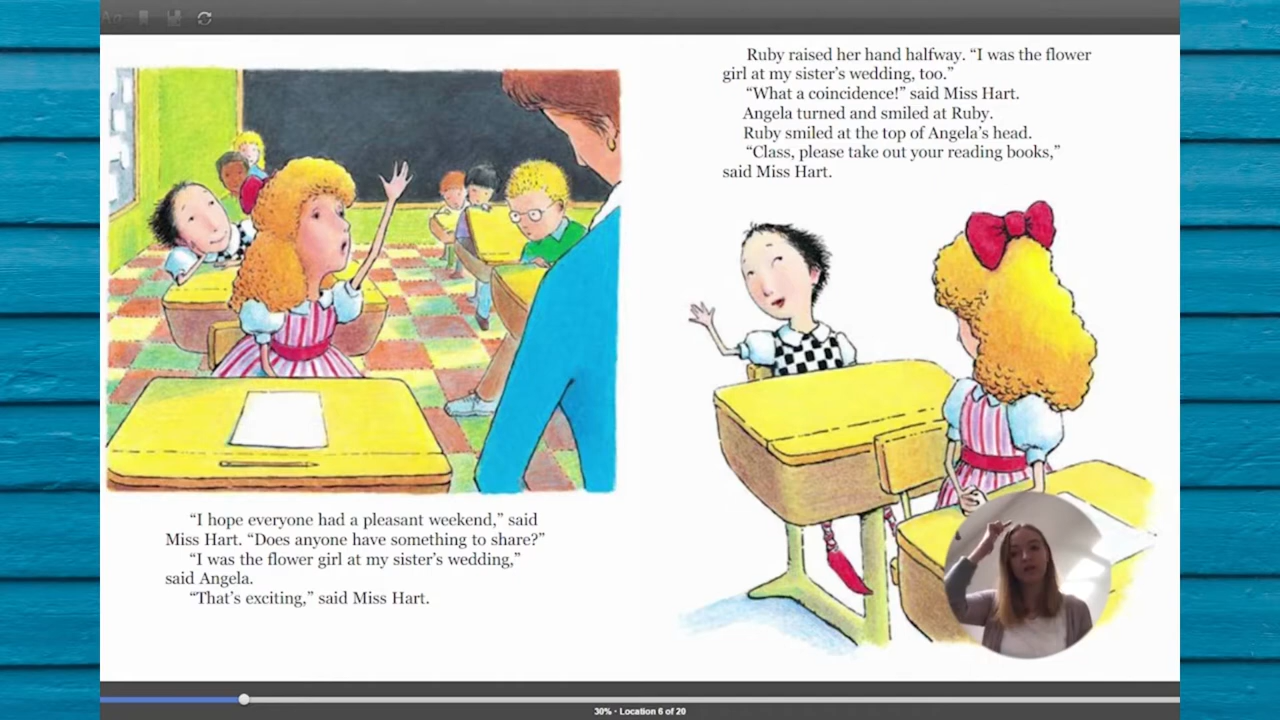 Aa
“I hope everyone had a pleasant weekend,” said
Miss Hart. “Does anyone have something to share?”
“I was the flower girl at my sister’s wedding,”
said Angela.
“That’s exciting,” said Miss Hart.
Ruby raised her hand halfway. “I was the flower
girl at my sister’s wedding, too.”
“What a coincidence!” said Miss Hart.
Angela turned and smiled at Ruby.
Ruby smiled at the top of Angela’s head.
“Class, please take out your reading books,”
said Miss Hart.
30% · Location 6 of 20